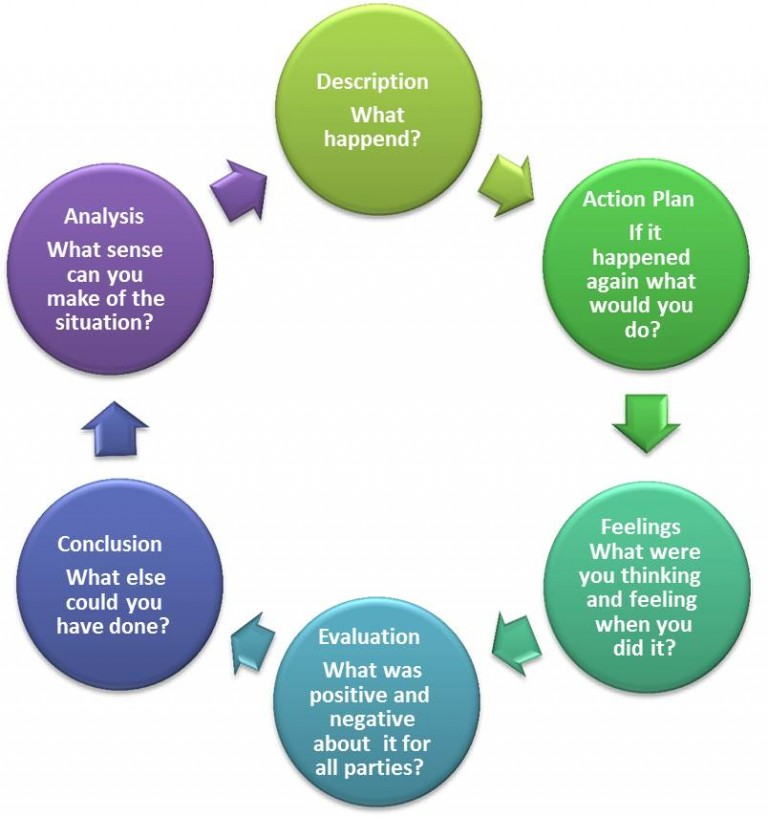 Description
What
happend?
Action Plan
If it
happened
again what
would you
do?
Feelings
What were
you thinking
and feeling
when you
did it?
Evaluation
What was
positive and
negative
about it for
all parties?
Conclusion
What else
could you
have done?
Analysis
What sense
can you
make of the
situation?